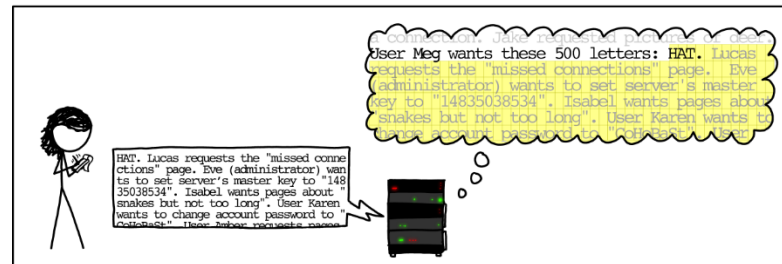 a connection. Jake requested pictures of deer.
User Meg wants these 500 letters: HAT. Lucas
requests the "missed connections" page. Eve
(administrator) wants to set server's master
key to "14835038534". Isabel wants pages about
"snakes but not too long". User Karen wants to
change account password to "CoHoBaSt". User
HAT. Lucas requests the "missed conne
ctions" page. Eve (administrator) wan
ts to set server's master key to "148
35038534". Isabel wants pages about "
snakes but not too long". User Karen
wants to change account password to "
CoHoBaSt". User Amber requests pages